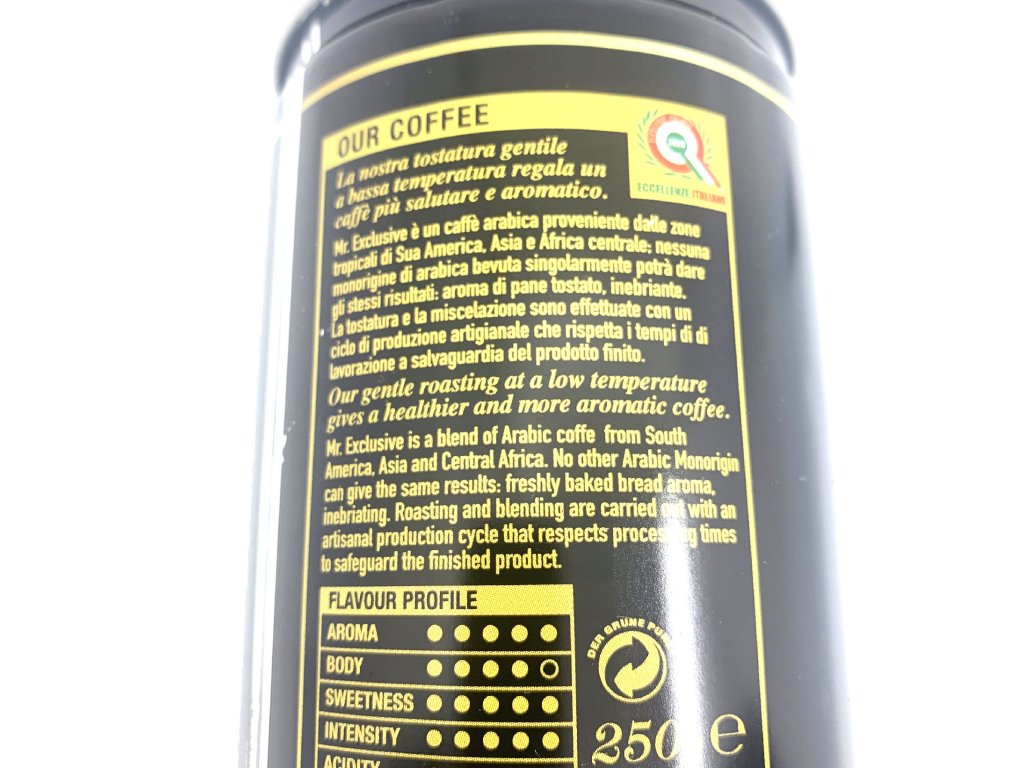 OUR COFFEE
La nostra tostatura gentile
a bassa temperatura regala un
caffè più salutare e aromatico.
ECCELLENZE ITALIANE
Mr. Exclusive è un caffè arabica proveniente dalle zone
tropicali di Sua America, Asia e Africa centrale: nessuna
monorigine di arabica bevuta singolarmente potrà dare
gli stessi risultati: aroma di pane tostato, inebriante.
La tostatura e la miscelazione sono effettuate con un
ciclo di produzione artigianale che rispetta i tempi di di
lavorazione a salvaguardia del prodotto finito.
Our gentle roasting at a low temperature
gives a healthier and more aromatic coffee.
Mr. Exclusive is a blend of Arabic coffe from South
America, Asia and Central Africa. No other Arabic Monorigin
can give the same results: freshly baked bread aroma,
inebriating. Roasting and blending are carried out with an
artisanal production cycle that respects processing times
to safeguard the finished product.
FLAVOUR PROFILE
AROMA
BODY
SWEETNESS
INTENSITY
ACIDITY
DER GRÜNE PUNKT
250 e